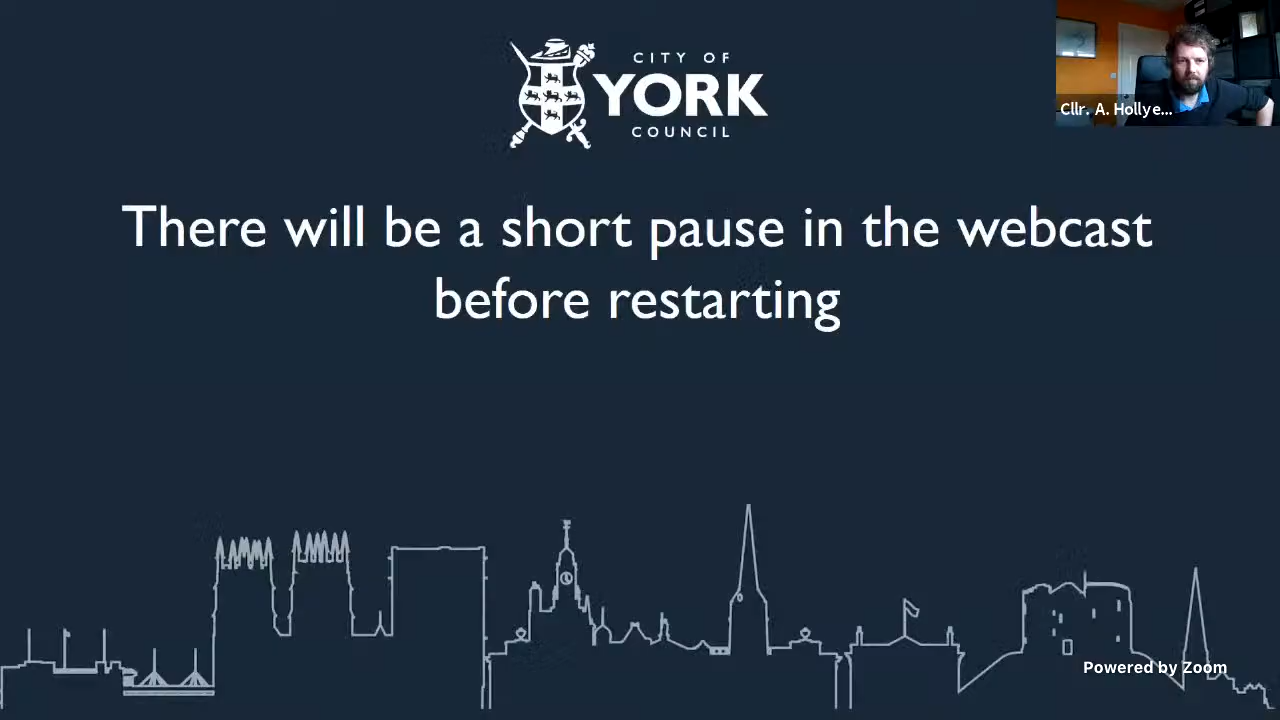 CITY OF
YORK
COUNCIL
Cllr. A. Hollye...
There will be a short pause in the webcast
before restarting
Powered by Zoom